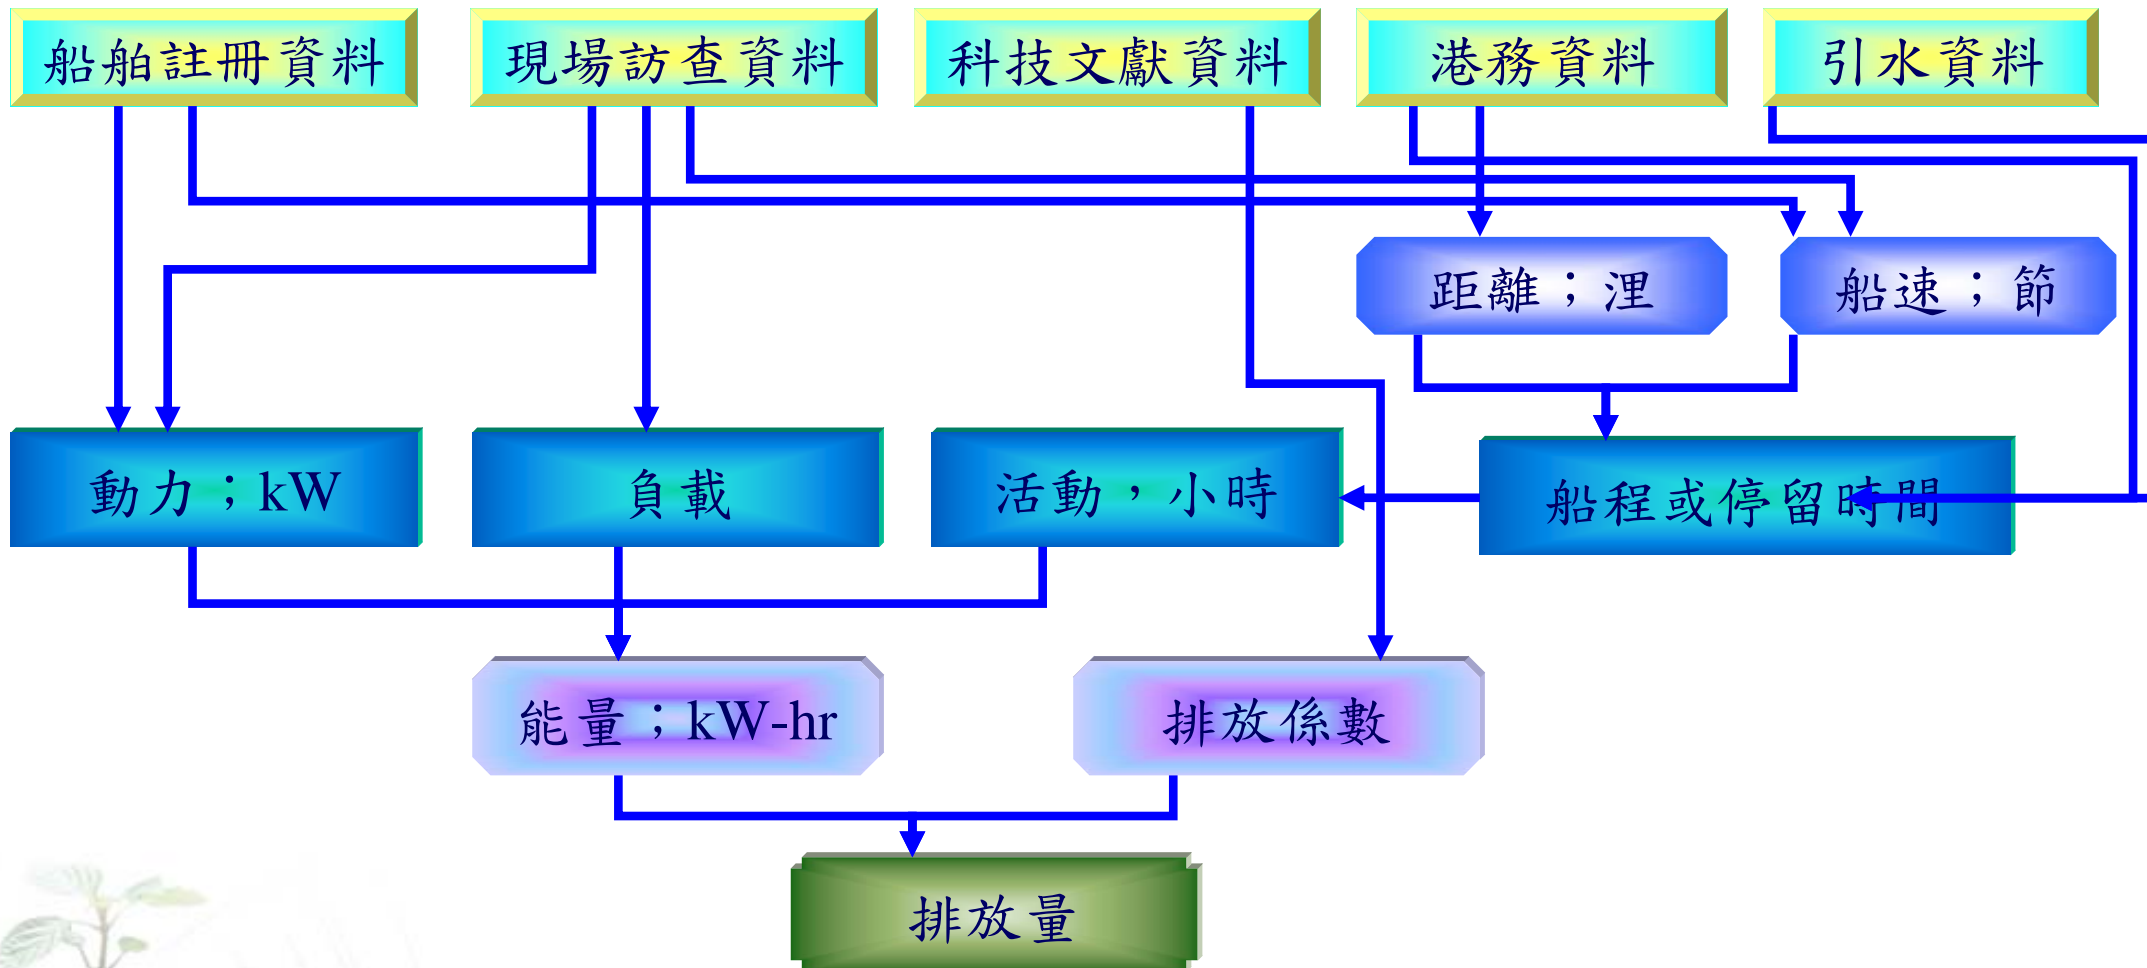 船舶註冊資料
現場訪查資料
科技文獻資料
港務資料
引水資料
距離；浬
船速；節
動力；kW
負載
活動，小時
船程或停留時間
能量；kW-hr
排放係數
排放量